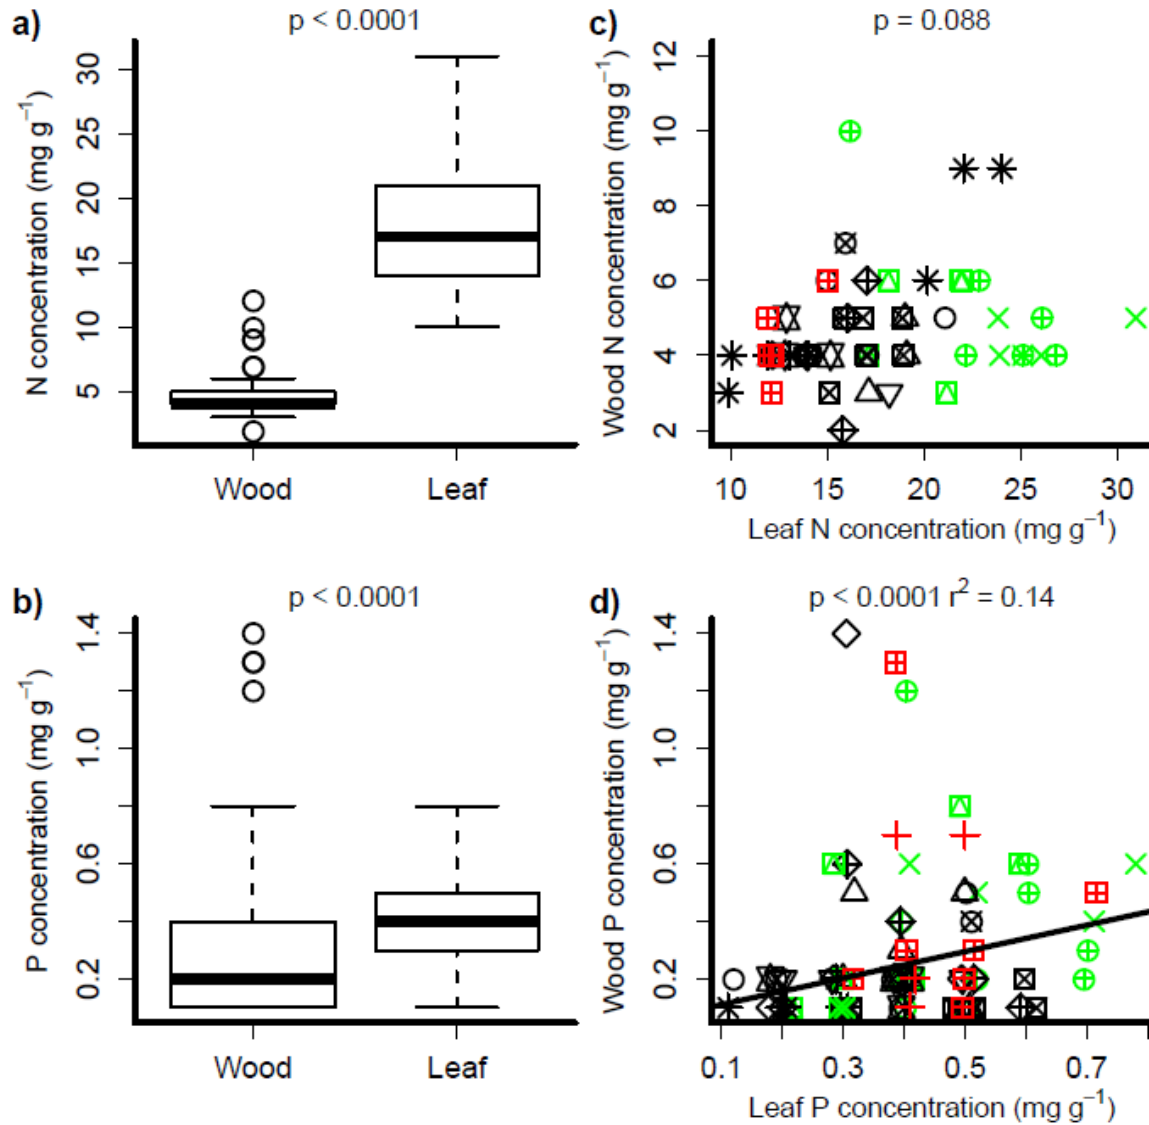 a) p < 0.0001
N concentration (mg g⁻¹)
30
25
20
15
10
5
Wood Leaf
c) p = 0.088
Wood N concentration (mg g⁻¹)
12
10
8
6
4
2
10 15 20 25 30
Leaf N concentration (mg g⁻¹)
b) p < 0.0001
P concentration (mg g⁻¹)
1.4
1.0
0.6
0.2
Wood Leaf
d) p < 0.0001 r² = 0.14
Wood P concentration (mg g⁻¹)
1.4
1.0
0.6
0.2
0.1 0.3 0.5 0.7
Leaf P concentration (mg g⁻¹)